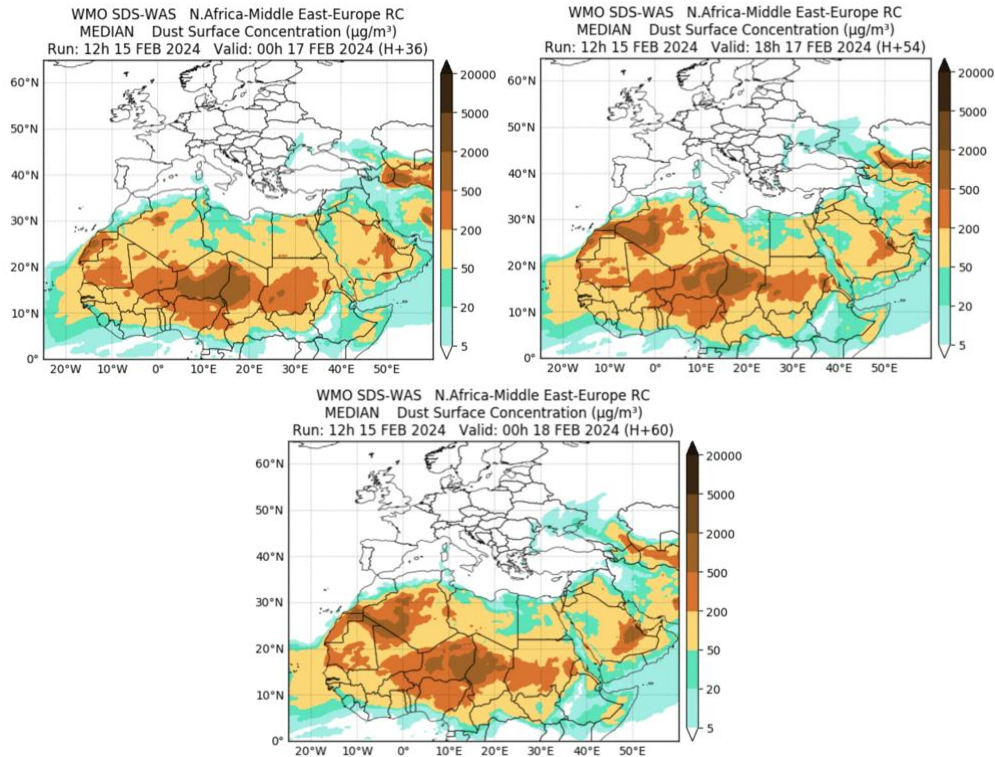 WMO SDS-WAS N.Africa-Middle East-Europe RC
MEDIAN Dust Surface Concentration (µg/m³)
Run: 12h 15 FEB 2024 Valid: 00h 17 FEB 2024 (H+36)
60°N
50°N
40°N
30°N
20°N
10°N
0°
20°W
10°W
0°
10°E
20°E
30°E
40°E
50°E
20000
5000
2000
500
200
50
20
5
WMO SDS-WAS N.Africa-Middle East-Europe RC
MEDIAN Dust Surface Concentration (µg/m³)
Run: 12h 15 FEB 2024 Valid: 18h 17 FEB 2024 (H+54)
60°N
50°N
40°N
30°N
20°N
10°N
0°
20°W
10°W
0°
10°E
20°E
30°E
40°E
50°E
20000
5000
2000
500
200
50
20
5
WMO SDS-WAS N.Africa-Middle East-Europe RC
MEDIAN Dust Surface Concentration (µg/m³)
Run: 12h 15 FEB 2024 Valid: 00h 18 FEB 2024 (H+60)
60°N
50°N
40°N
30°N
20°N
10°N
0°
20°W
10°W
0°
10°E
20°E
30°E
40°E
50°E
20000
5000
2000
500
200
50
20
5